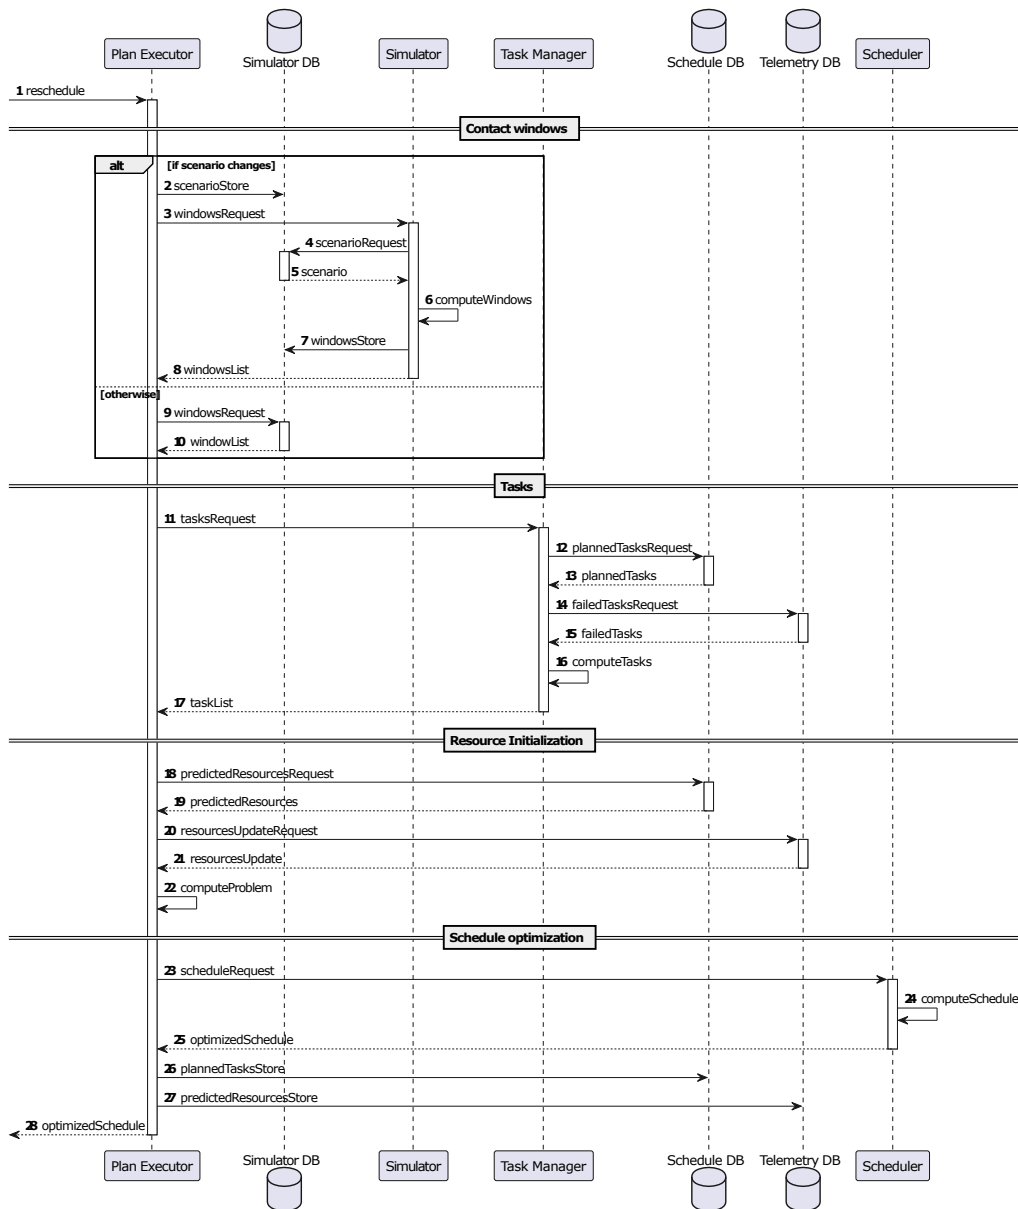 Plan Executor
Simulator DB
Simulator
Task Manager
Schedule DB
Telemetry DB
Scheduler
1 reschedule
Contact windows
alt [if scenario changes]
2 scenarioStore
3 windowsRequest
4 scenarioRequest
5 scenario
6 computeWindows
7 windowsStore
8 windowsList
[otherwise]
9 windowsRequest
10 windowList
Tasks
11 tasksRequest
12 plannedTasksRequest
13 plannedTasks
14 failedTasksRequest
15 failedTasks
16 computeTasks
17 taskList
Resource Initialization
18 predictedResourcesRequest
19 predictedResources
20 resourcesUpdateRequest
21 resourcesUpdate
22 computeProblem
Schedule optimization
23 scheduleRequest
24 computeSchedule
25 optimizedSchedule
26 plannedTasksStore
27 predictedResourcesStore
28 optimizedSchedule
Plan Executor
Simulator DB
Simulator
Task Manager
Schedule DB
Telemetry DB
Scheduler